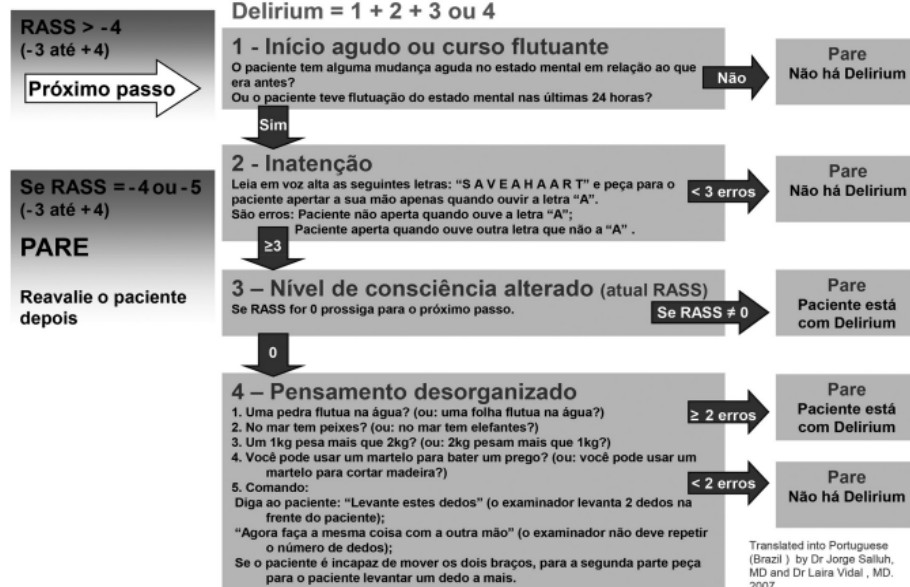 Delirium = 1 + 2 + 3 ou 4
RASS > -4
(-3 até +4)
Próximo passo
1 - Início agudo ou curso flutuante
O paciente tem alguma mudança aguda no estado mental em relação ao que
era antes?
Ou o paciente teve flutuação do estado mental nas últimas 24 horas?
Não
Pare
Não há Delirium
Sim
Se RASS = -4 ou -5
(-3 até +4)
PARE
Reavalie o paciente
depois
2 - Inatenção
Leia em voz alta as seguintes letras: “S A V E A H A A R T” e peça para o
paciente apertar a sua mão apenas quando ouvir a letra “A”.
São erros: Paciente não aperta quando ouve a letra “A”;
Paciente aperta quando ouve outra letra que não a “A” .
< 3 erros
Pare
Não há Delirium
≥3
3 – Nível de consciência alterado (atual RASS)
Se RASS for 0 prossiga para o próximo passo.
Se RASS ≠ 0
Pare
Paciente está
com Delirium
0
4 – Pensamento desorganizado
1. Uma pedra flutua na água? (ou: uma folha flutua na água?)
2. No mar tem peixes? (ou: no mar tem elefantes?)
3. Um 1kg pesa mais que 2kg? (ou: 2kg pesam mais que 1kg?)
4. Você pode usar um martelo para bater um prego? (ou: você pode usar um
martelo para cortar madeira?)
5. Comando:
Diga ao paciente: “Levante estes dedos” (o examinador levanta 2 dedos na
frente do paciente);
“Agora faça a mesma coisa com a outra mão” (o examinador não deve repetir
o número de dedos);
Se o paciente é incapaz de mover os dois braços, para a segunda parte peça
para o paciente levantar um dedo a mais.
≥ 2 erros
Pare
Paciente está
com Delirium
< 2 erros
Pare
Não há Delirium
Translated into Portuguese
(Brazil ) by Dr Jorge Salluh,
MD and Dr Laira Vidal , MD.
2007